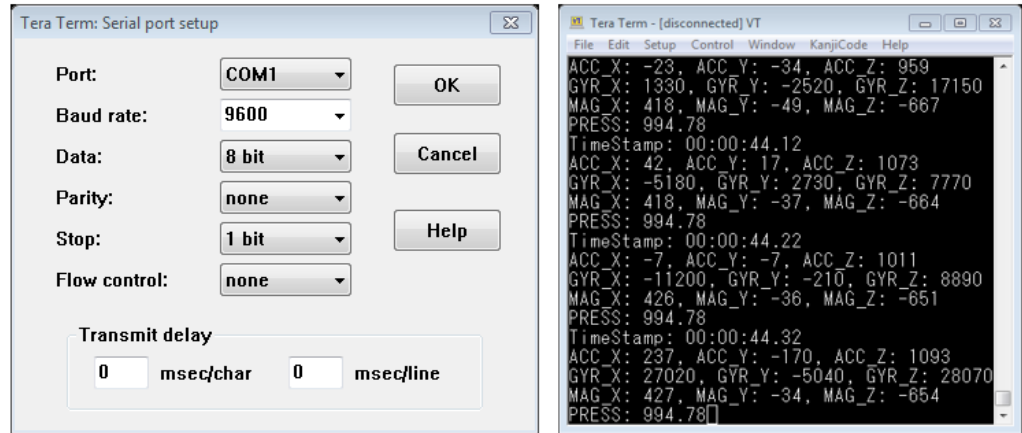 Tera Term: Serial port setup
Port:
COM1
OK
Baud rate:
9600
Data:
8 bit
Cancel
Parity:
none
Stop:
1 bit
Help
Flow control:
none
Transmit delay
0 msec/char 0 msec/line
Tera Term - [disconnected] VT
File Edit Setup Control Window KanjiCode Help
ACC_X: -23, ACC_Y: -34, ACC_Z: 959
GYR_X: 1330, GYR_Y: -2520, GYR_Z: 17150
MAG_X: 418, MAG_Y: -49, MAG_Z: -667
PRESS: 994.78
TimeStamp: 00:00:44.12
ACC_X: 42, ACC_Y: 17, ACC_Z: 1073
GYR_X: -5180, GYR_Y: 2730, GYR_Z: 7770
MAG_X: 418, MAG_Y: -37, MAG_Z: -664
PRESS: 994.78
TimeStamp: 00:00:44.22
ACC_X: -7, ACC_Y: -7, ACC_Z: 1011
GYR_X: -11200, GYR_Y: -210, GYR_Z: 8890
MAG_X: 426, MAG_Y: -36, MAG_Z: -651
PRESS: 994.78
TimeStamp: 00:00:44.32
ACC_X: 237, ACC_Y: -170, ACC_Z: 1093
GYR_X: 27020, GYR_Y: -5040, GYR_Z: 28070
MAG_X: 427, MAG_Y: -34, MAG_Z: -654
PRESS: 994.78